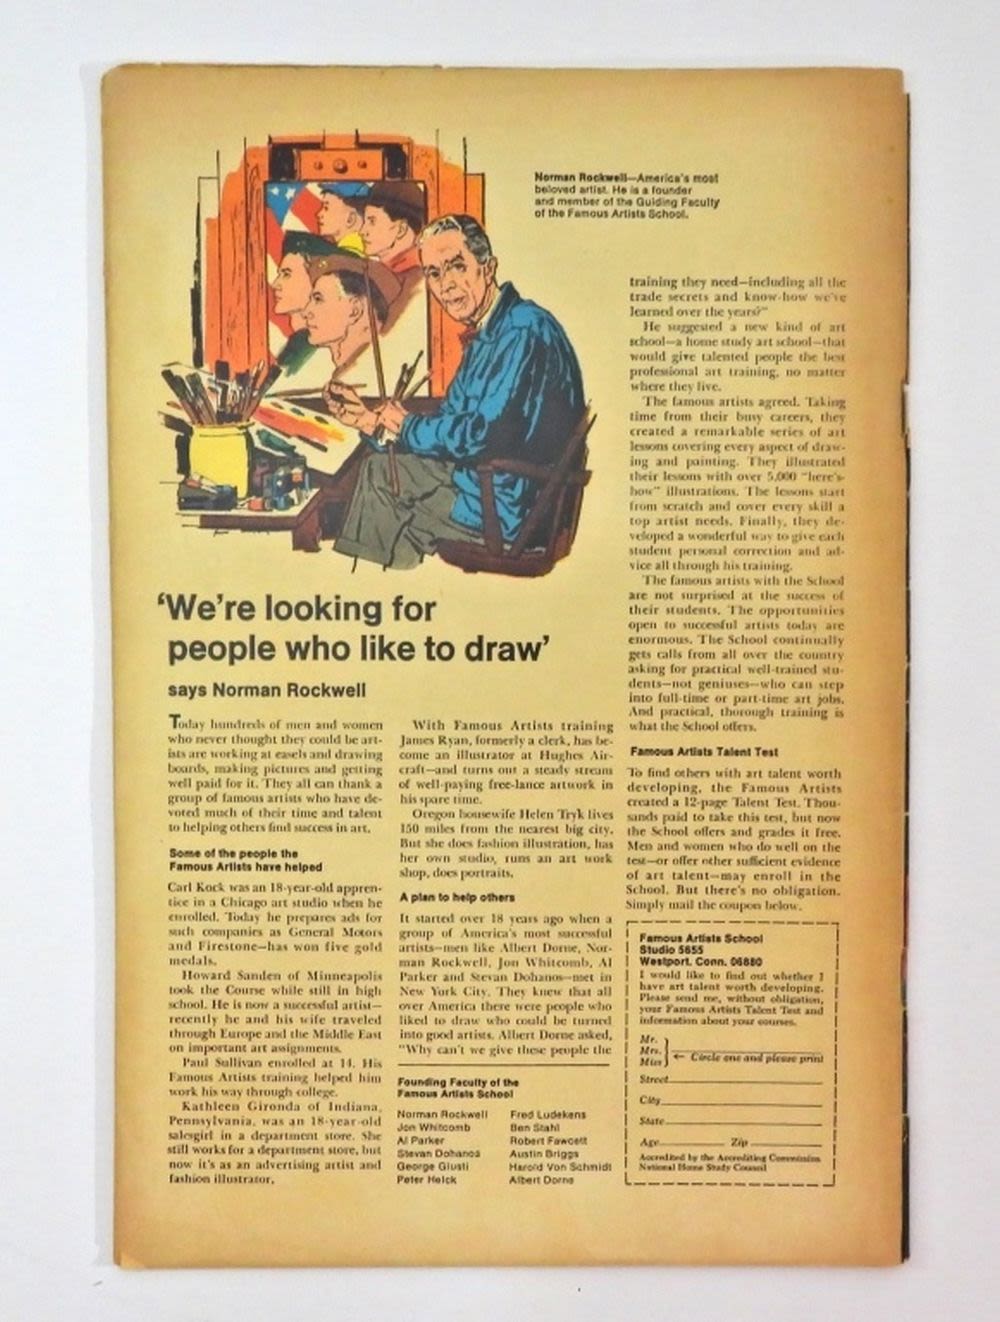 Norman Rockwell—America's most
beloved artist. He is a founder
and member of the Guiding Faculty
of the Famous Artists School.
'We're looking for
people who like to draw'
says Norman Rockwell
Today hundreds of men and women
who never thought they could be art-
ists are working at easels and drawing
boards, making pictures and getting
well paid for it. They all can thank a
group of famous artists who have de-
voted much of their time and talent
to helping others find success in art.
Some of the people the
Famous Artists have helped
Carl Kock was an 18-year-old appren-
tice in a Chicago art studio when he
enrolled. Today he prepares ads for
such companies as General Motors
and Firestone—has won five gold
medals.
Howard Sanden of Minneapolis
took the Course while still in high
school. He is now a successful artist—
recently he and his wife traveled
through Europe and the Middle East
on important art assignments.
Paul Sullivan enrolled at 14. His
Famous Artists training helped him
work his way through college.
Kathleen Gironda of Indiana,
Pennsylvania, was an 18-year-old
salesgirl in a department store. She
still works for a department store, but
now it's as an advertising artist and
fashion illustrator.
With Famous Artists training
James Ryan, formerly a clerk, has be-
come an illustrator at Hughes Air-
craft—and turns out a steady stream
of well-paying free-lance artwork in
his spare time.
Oregon housewife Helen Tryk lives
150 miles from the nearest big city.
But she does fashion illustration, has
her own studio, runs an art work
shop, does portraits.
A plan to help others
It started over 18 years ago when a
group of America's most successful
artists—men like Albert Dorne, Nor-
man Rockwell, Jon Whitcomb, Al
Parker and Stevan Dohanos—met in
New York City. They knew that all
over America there were people who
liked to draw who could be turned
into good artists. Albert Dorne asked,
"Why can't we give these people the
Founding Faculty of the
Famous Artists School
Norman Rockwell
Jon Whitcomb
Al Parker
Stevan Dohanos
George Giusti
Peter Helck
Fred Ludekens
Ben Stahl
Robert Fawcett
Austin Briggs
Harold Von Schmidt
Albert Dorne
training they need—including all the
trade secrets and know-how we've
learned over the years?"
He suggested a new kind of art
school—a home study art school—that
would give talented people the best
professional art training, no matter
where they live.
The famous artists agreed. Taking
time from their busy careers, they
created a remarkable series of art
lessons covering every aspect of draw-
ing and painting. They illustrated
their lessons with over 5,000 "here's-
how" illustrations. The lessons start
from scratch and cover every skill a
top artist needs. Finally, they de-
veloped a wonderful way to give each
student personal correction and ad-
vice all through his training.
The famous artists with the School
are not surprised at the success of
their students. The opportunities
open to successful artists today are
enormous. The School continually
gets calls from all over the country
asking for practical well-trained stu-
dents—not geniuses—who can step
into full-time or part-time art jobs.
And practical, thorough training is
what the School offers.
Famous Artists Talent Test
To find others with art talent worth
developing, the Famous Artists
created a 12-page Talent Test. Thou-
sands paid to take this test, but now
the School offers and grades it free.
Men and women who do well on the
test—or offer other sufficient evidence
of art talent—may enroll in the
School. But there's no obligation.
Simply mail the coupon below.
Famous Artists School
Studio 5655
Westport, Conn. 06880
I would like to find out whether I
have art talent worth developing.
Please send me, without obligation,
your Famous Artists Talent Test and
information about your courses.
Mr.
Mrs.
Miss
← Circle one and please print
Street
City
State
Age Zip
Accredited by the Accrediting Commission
National Home Study Council